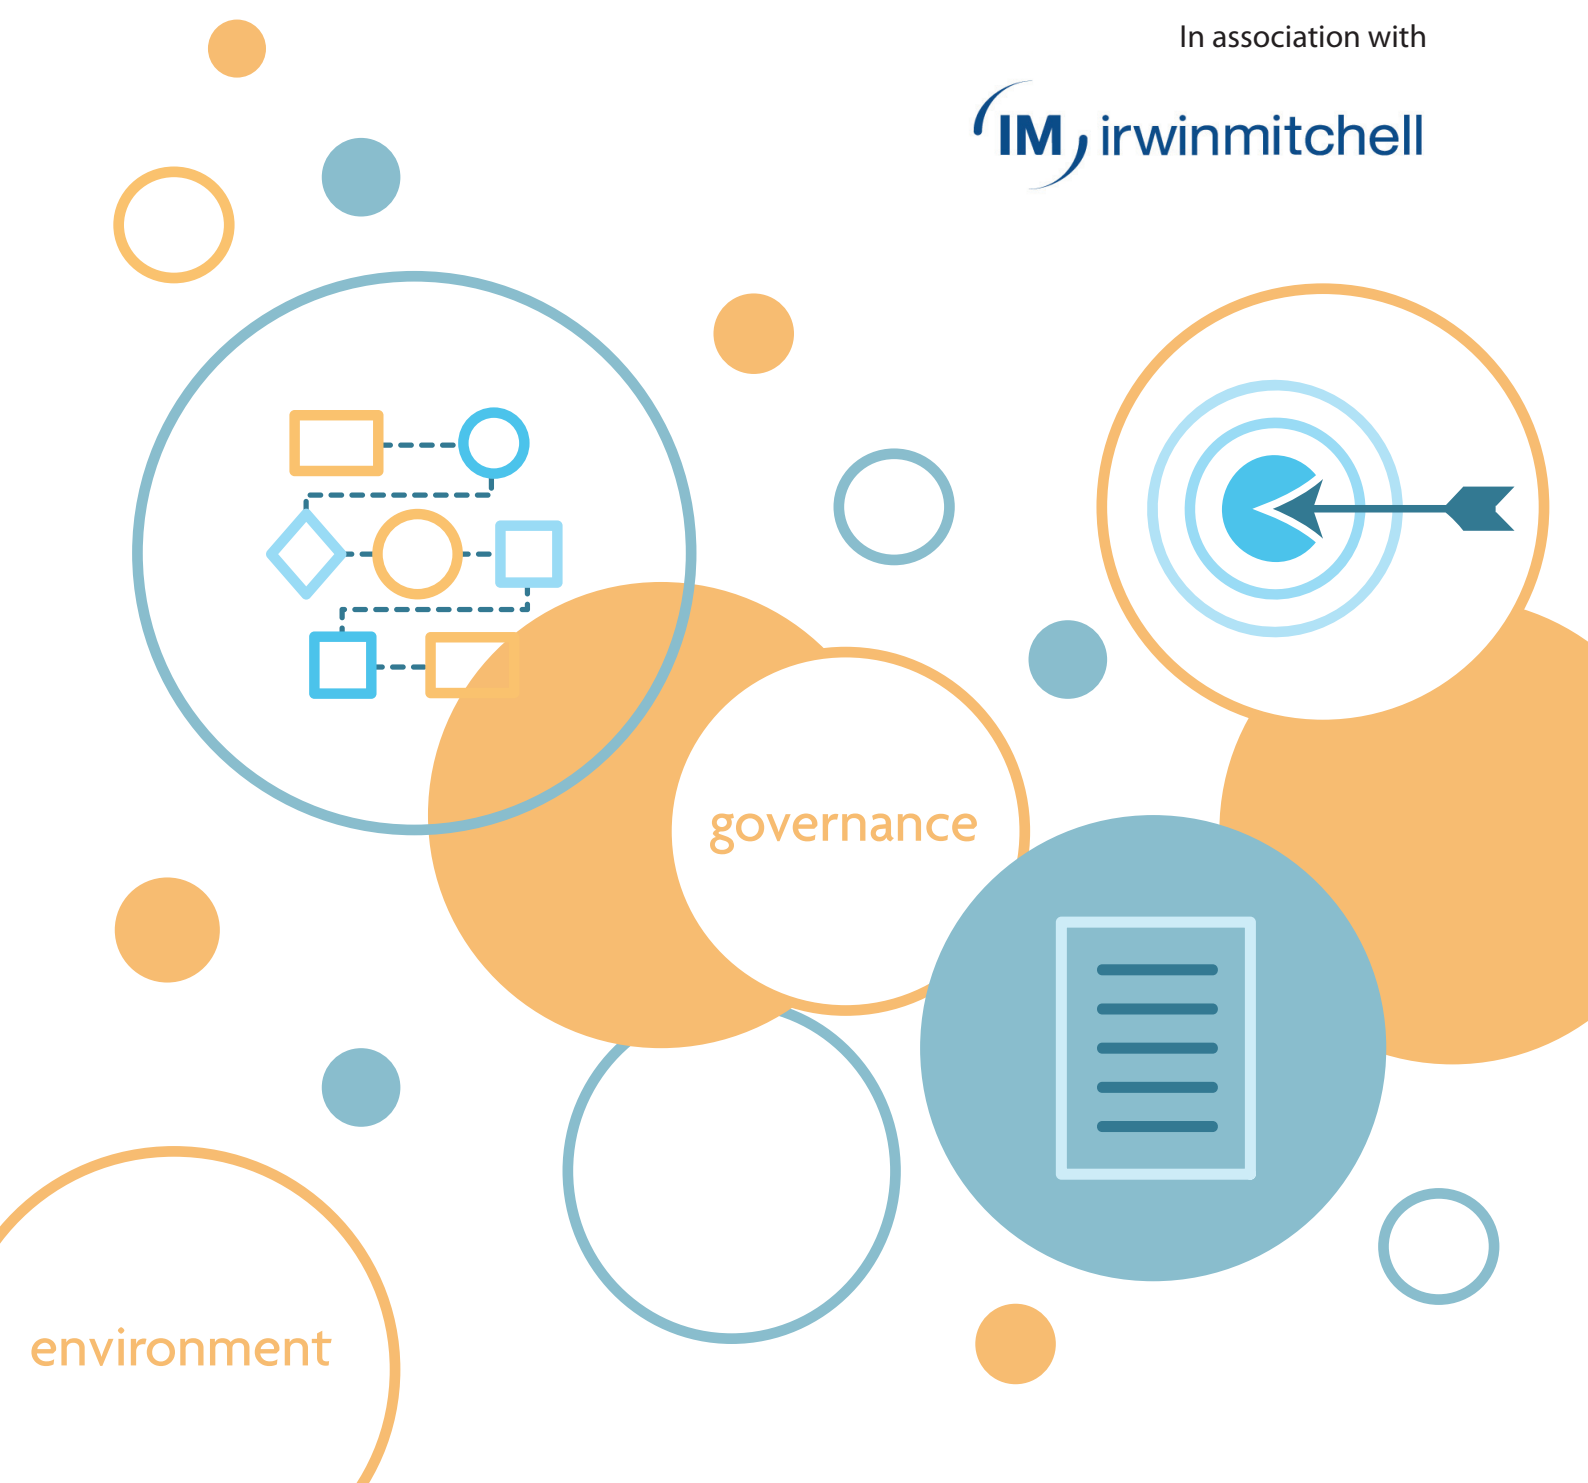 In association with
IM irwinmitchell
governance
environment